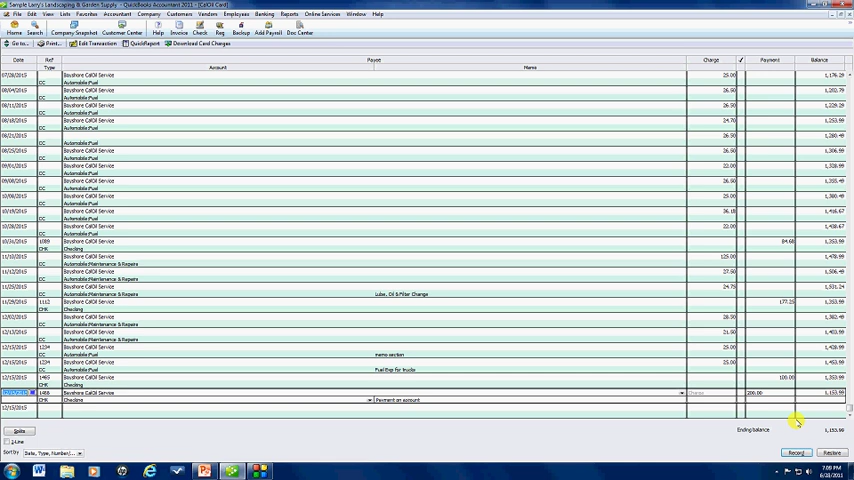 Sample Larry's Landscaping & Garden Supply - QuickBooks Accountant 2011 - [CalOil Card]
File Edit View Lists Favorites Accountant Company Customers Vendors Employees Banking Reports Online Services Window Help
Home Search Company Snapshot Customer Center Help Invoice Check Reg Backup Add Payroll Doc Center
Go to... Print... Edit Transaction QuickReport Download Card Charges
Date Ref Payee Charge ✓ Payment Balance
Type Account Memo
07/28/2015 Bayshore CalOil Service 25.00 1,176.29
CC Automobile:Fuel
08/04/2015 Bayshore CalOil Service 26.50 1,202.79
CC Automobile:Fuel
08/11/2015 Bayshore CalOil Service 26.50 1,229.29
CC Automobile:Fuel
08/18/2015 Bayshore CalOil Service 24.70 1,253.99
CC Automobile:Fuel
08/21/2015 26.50 1,280.49
CC Automobile:Fuel
08/25/2015 Bayshore CalOil Service 26.50 1,306.99
CC Automobile:Fuel
09/01/2015 Bayshore CalOil Service 22.00 1,328.99
CC Automobile:Fuel
09/08/2015 Bayshore CalOil Service 26.50 1,355.49
CC Automobile:Fuel
10/08/2015 Bayshore CalOil Service 25.00 1,380.49
CC Automobile:Fuel
10/19/2015 Bayshore CalOil Service 36.18 1,416.67
CC Automobile:Fuel
10/28/2015 Bayshore CalOil Service 22.00 1,438.67
CC Automobile:Fuel
10/31/2015 1089 Bayshore CalOil Service 84.68 1,353.99
CHK Checking
11/10/2015 Bayshore CalOil Service 125.00 1,478.99
CC Automobile:Maintenance & Repairs
11/12/2015 Bayshore CalOil Service 27.50 1,506.49
CC Automobile:Maintenance & Repairs
11/25/2015 Bayshore CalOil Service 24.75 1,531.24
CC Automobile:Maintenance & Repairs Lube, Oil & Filter Change
11/29/2015 1112 Bayshore CalOil Service 177.25 1,353.99
CHK Checking
12/02/2015 Bayshore CalOil Service 28.50 1,382.49
CC Automobile:Maintenance & Repairs
12/13/2015 Bayshore CalOil Service 21.50 1,403.99
CC Automobile:Maintenance & Repairs
12/15/2015 1234 Bayshore CalOil Service 25.00 1,428.99
CC Automobile:Fuel memo section
12/15/2015 1234 Bayshore CalOil Service 25.00 1,453.99
CC Automobile:Fuel Fuel Exp for trucks
12/15/2015 1465 Bayshore CalOil Service 100.00 1,353.99
CHK Checking
1488 Bayshore CalOil Service Charge 200.00 1,153.99
CHK Checking Payment on account
12/15/2015
Splits Ending balance 1,153.99
1-Line
Sort by Date, Type, Number/... Record Restore
7:09 PM
6/28/2011